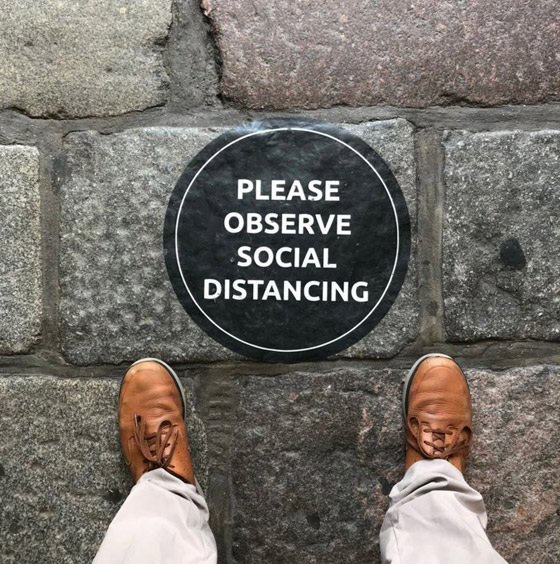 PLEASE
OBSERVE
SOCIAL
DISTANCING